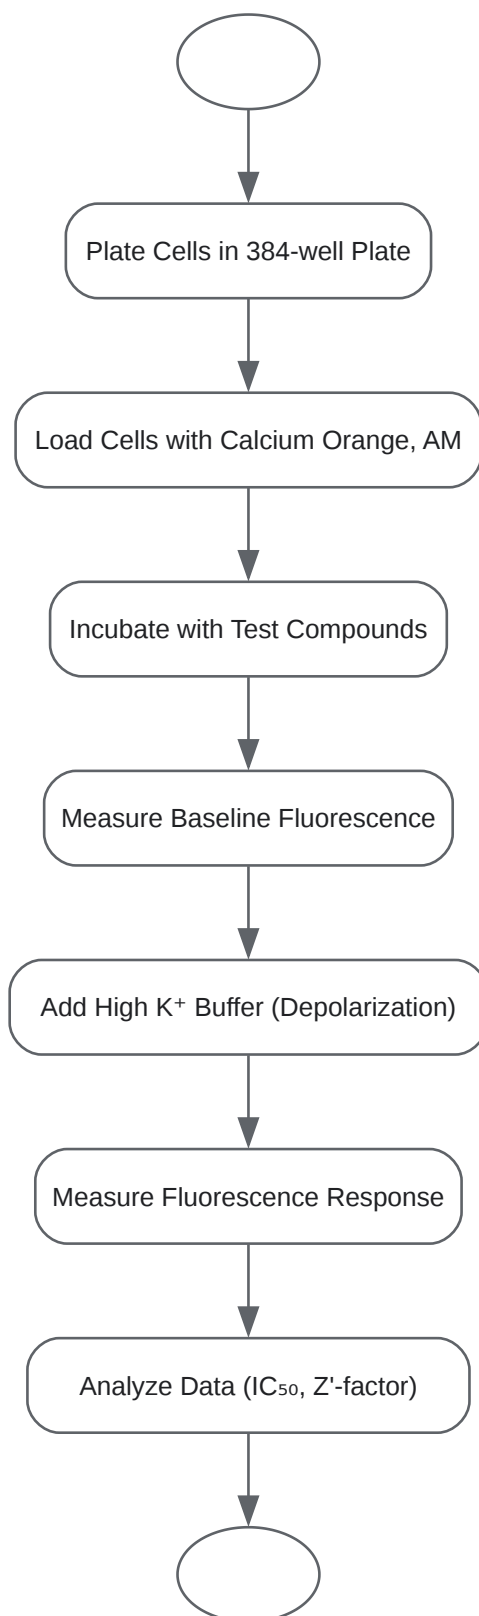 Plate Cells in 384-well Plate
Load Cells with Calcium Orange, AM
Incubate with Test Compounds
Measure Baseline Fluorescence
Add High K⁺ Buffer (Depolarization)
Measure Fluorescence Response
Analyze Data (IC₅₀, Z'-factor)